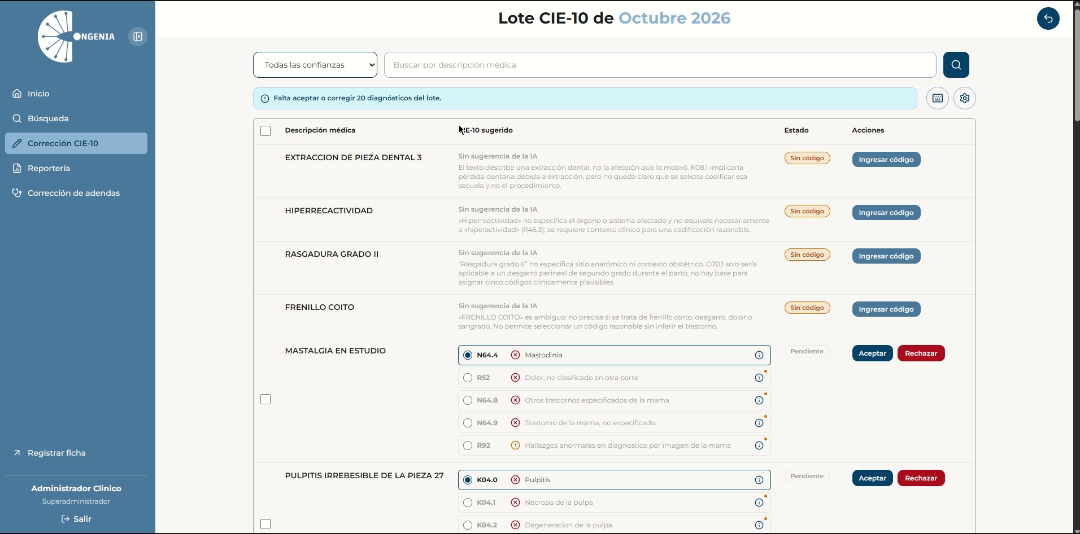 Lote CIE-10 de Octubre 2026
ONGENIA
Inicio
Búsqueda
Corrección CIE-10
Reportería
Corrección de adendas
Registrar ficha
Administrador Clínico
Superadministrador
Salir
Todas las confianzas
Buscar por descripción médica
Falta aceptar o corregir 20 diagnósticos del lote.
Descripción médica
CIE-10 sugerido
Estado
Acciones
EXTRACCION DE PIEZA DENTAL 3
Sin sugerencia de la IA
El texto describe una extracción dental, no la afección que la motivó. K08.1 implicaría
pérdida dentaria debida a extracción, pero no queda claro que se solicite codificar esa
secuela y no el procedimiento.
Sin código
Ingresar código
HIPERREACTIVIDAD
Sin sugerencia de la IA
«Hiperreactividad» no especifica el órgano o sistema afectado y no equivale necesariamente
a «hiperactividad» (R46.3); se requiere contexto clínico para una codificación razonable.
Sin código
Ingresar código
RASGADURA GRADO II
Sin sugerencia de la IA
"Rasgadura grado II" no especifica sitio anatómico ni contexto obstétrico. O70.1 solo sería
aplicable a un desgarro perineal de segundo grado durante el parto; no hay base para
asignar cinco códigos clínicamente plausibles.
Sin código
Ingresar código
FRENILLO COITO
Sin sugerencia de la IA
«FRENILLO COITO» es ambiguo: no precisa si se trata de frenillo corto, desgarro, dolor o
sangrado. No permite seleccionar un código razonable sin inferir el trastorno.
Sin código
Ingresar código
MASTALGIA EN ESTUDIO
N64.4 Mastodinia
R52 Dolor, no clasificado en otra parte
N64.8 Otros trastornos especificados de la mama
N64.9 Trastorno de la mama, no especificado
R92 Hallazgos anormales en diagnostico por imagen de la mama
Pendiente
Aceptar
Rechazar
PULPITIS IRREBESIBLE DE LA PIEZA 27
K04.0 Pulpitis
K04.1 Necrosis de la pulpa
K04.2 Degeneracion de la pulpa
Pendiente
Aceptar
Rechazar